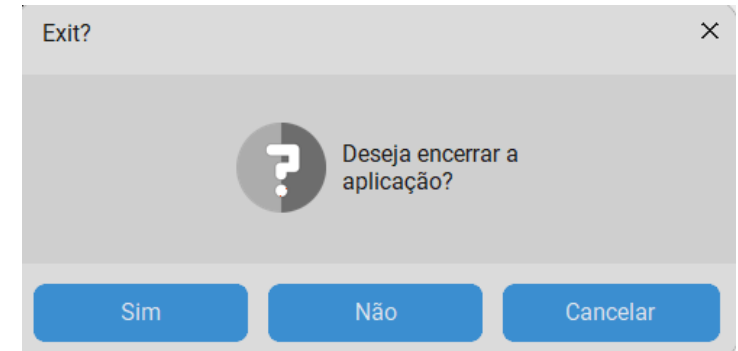 Exit?
Deseja encerrar a
aplicação?
Sim
Não
Cancelar